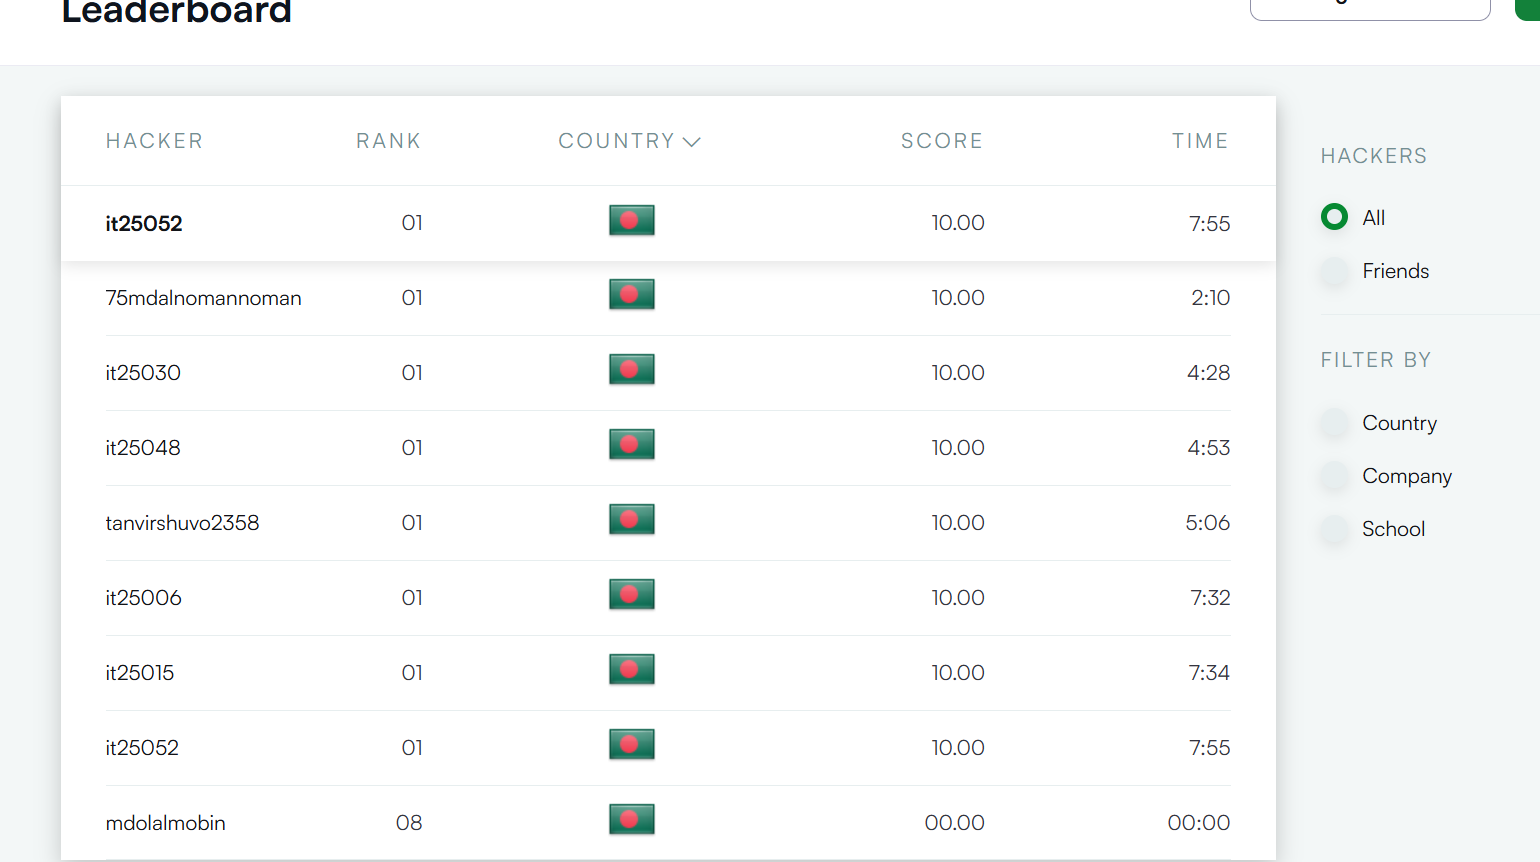 Leaderboard
HACKER RANK COUNTRY SCORE TIME
it25052 01 10.00 7:55
75mdalnomannoman 01 10.00 2:10
it25030 01 10.00 4:28
it25048 01 10.00 4:53
tanvirshuvo2358 01 10.00 5:06
it25006 01 10.00 7:32
it25015 01 10.00 7:34
it25052 01 10.00 7:55
mdolalmobin 08 00.00 00:00
HACKERS
All
Friends
FILTER BY
Country
Company
School